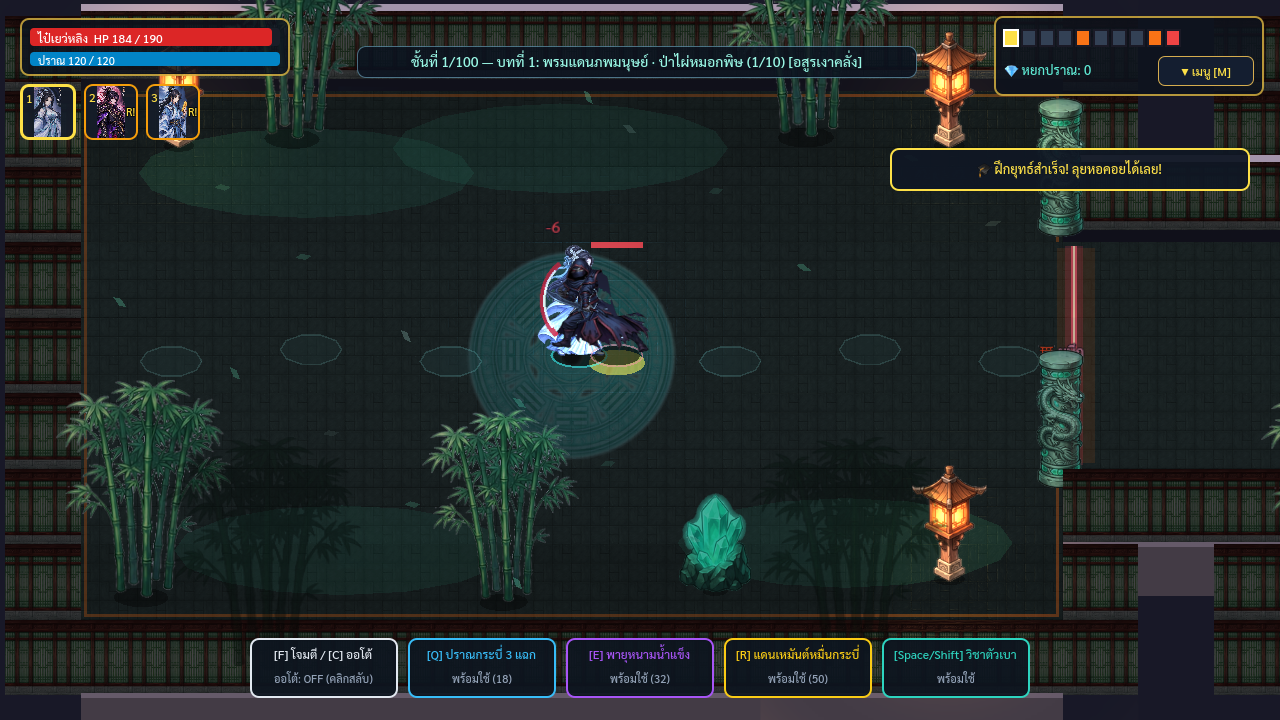 ไป๋เยว่หลิง HP 184 / 190
ปราณ 120 / 120
1
2
R!
3
R!
ชั้นที่ 1/100 — บทที่ 1: พรมแดนภพมนุษย์ · ป่าไผ่หมอกพิษ (1/10) [อสูรเงาคลั่ง]
💎 หยกปราณ: 0
▼ เมนู [M]
🎓 ฝึกยุทธ์สำเร็จ! ลุยหอคอยได้เลย!
-6
[F] โจมตี / [C] ออโต้
ออโต้: OFF (คลิกสลับ)
[Q] ปราณกระบี่ 3 แฉก
พร้อมใช้ (18)
[E] พายุหนามน้ำแข็ง
พร้อมใช้ (32)
[R] แดนเหมันต์หมื่นกระบี่
พร้อมใช้ (50)
[Space/Shift] วิชาตัวเบา
พร้อมใช้